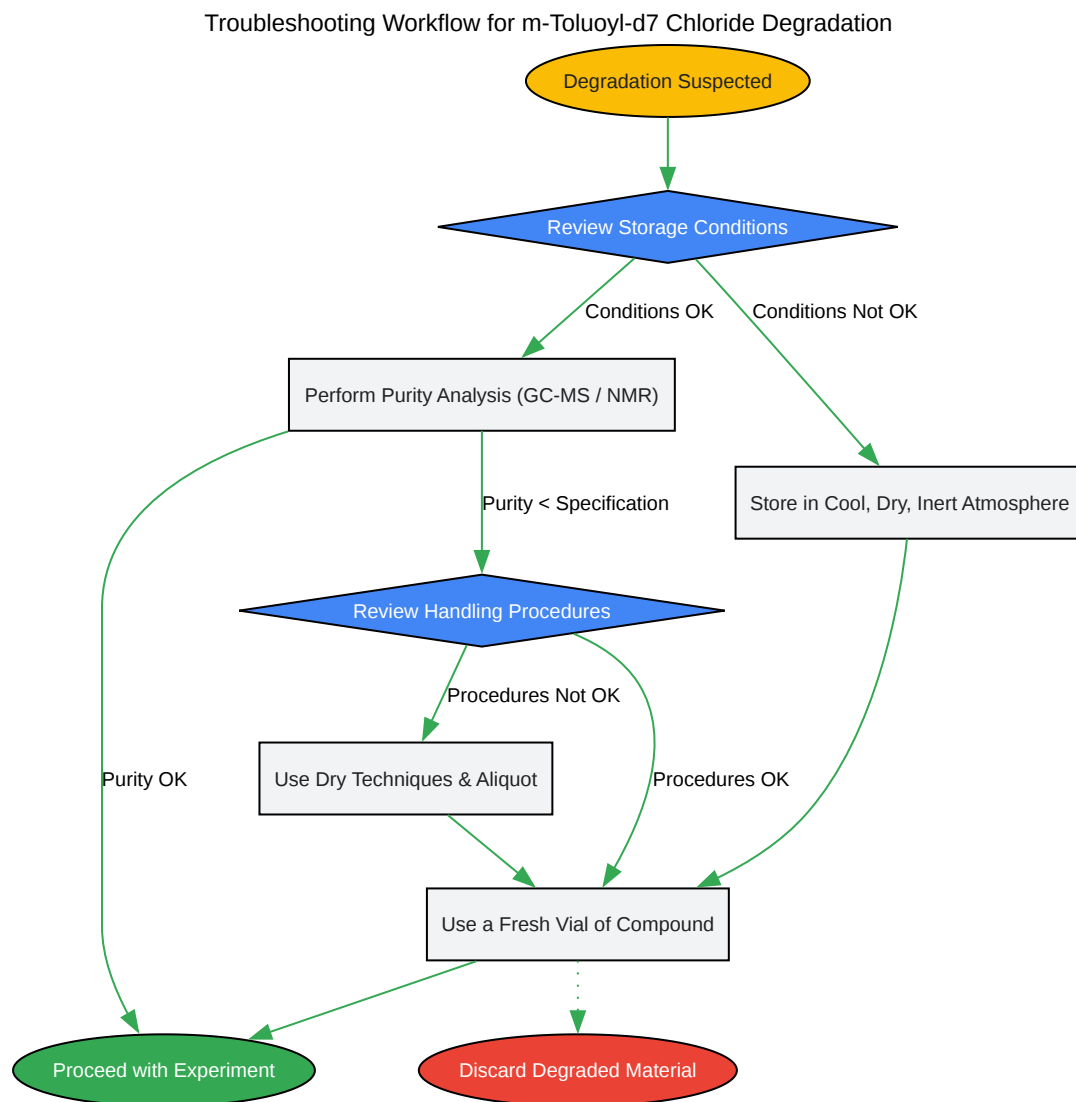 Troubleshooting Workflow for m-Toluoyl-d7 Chloride Degradation
Degradation Suspected
Review Storage Conditions
Conditions OK
Conditions Not OK
Perform Purity Analysis (GC-MS / NMR)
Store in Cool, Dry, Inert Atmosphere
Purity < Specification
Review Handling Procedures
Procedures Not OK
Use Dry Techniques & Aliquot
Purity OK
Procedures OK
Use a Fresh Vial of Compound
Proceed with Experiment
Discard Degraded Material